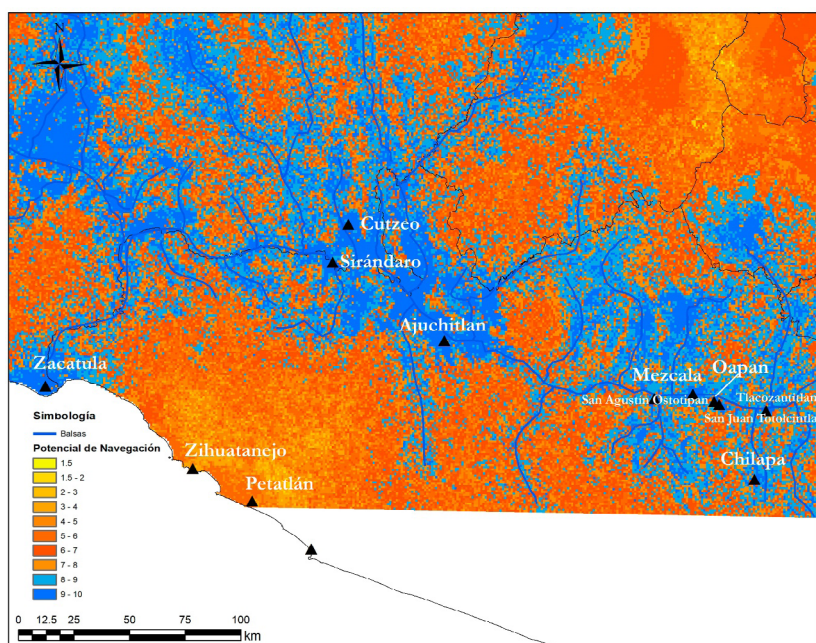 N
Cutzeo
Sirándaro
Ajuchitlan
Zacatula
Mezcala
Oapan
San Agustín Ostotipan
Tlacozautitlan
San Juan Totolcintla
Chilapa
Zihuatanejo
Petatlán
Simbología
Balsas
Potencial de Navegación
1.5
1.5 - 2
2 - 3
3 - 4
4 - 5
5 - 6
6 - 7
7 - 8
8 - 9
9 - 10
0 12.5 25 50 75 100
km